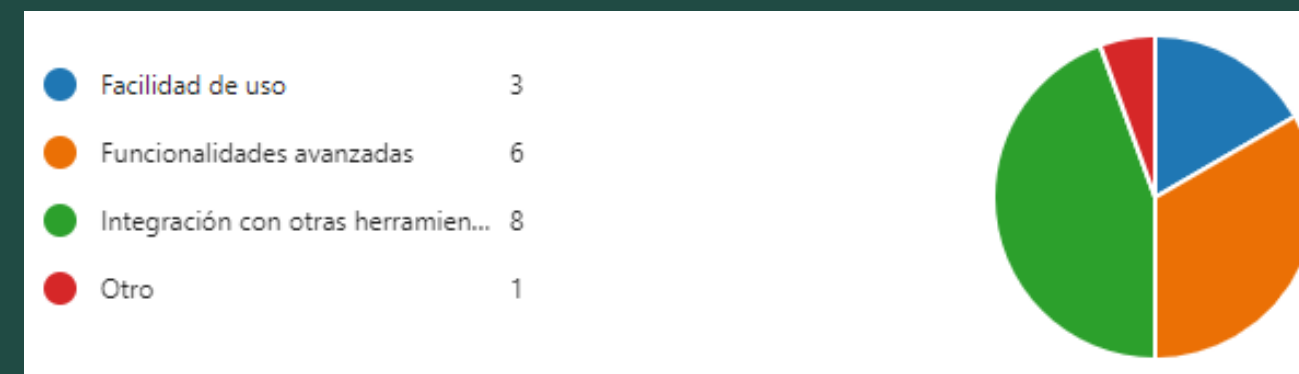 Facilidad de uso 3
Funcionalidades avanzadas 6
Integración con otras herramien... 8
Otro 1